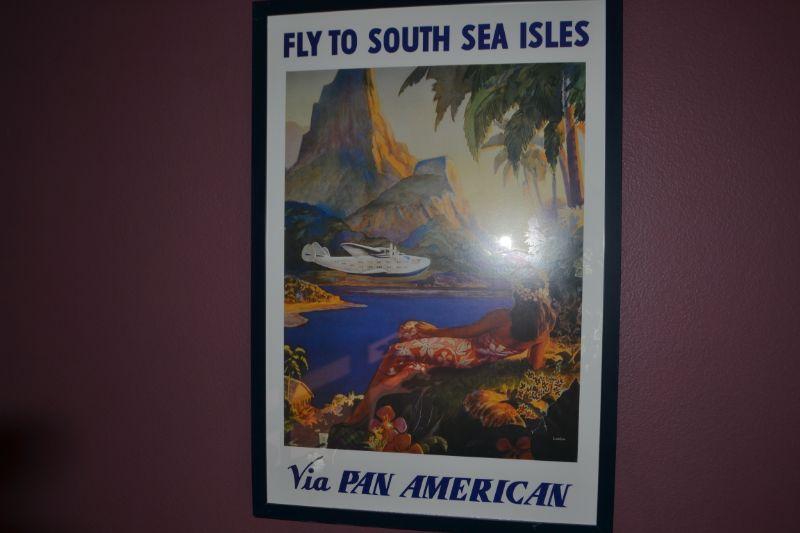 FLY TO SOUTH SEA ISLES
Via PAN AMERICAN